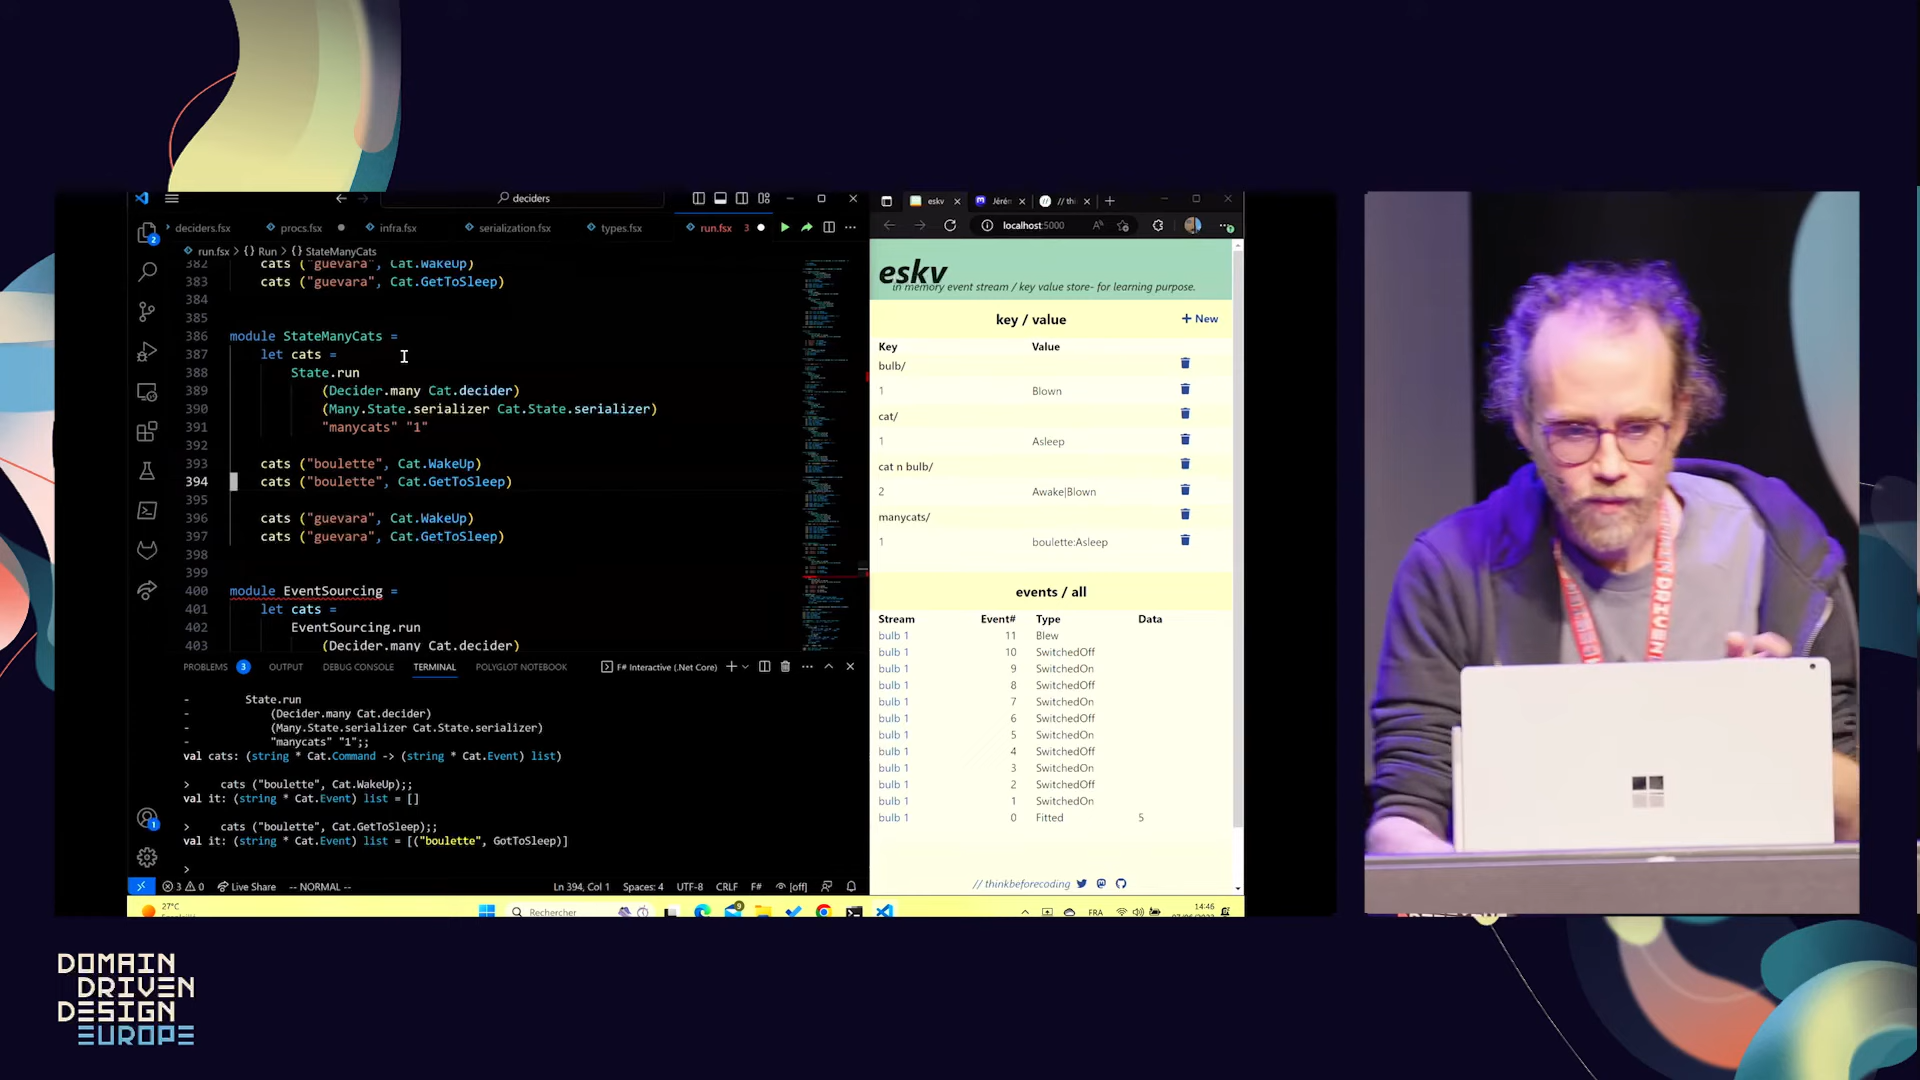 deciders
deciders.fsx
procs.fsx
infra.fsx
serialization.fsx
types.fsx
run.fsx 3
run.fsx > {} Run > {} StateManyCats
382 cats ("guevara", Cat.WakeUp)
383 cats ("guevara", Cat.GetToSleep)
384
385
386 module StateManyCats =
387 let cats =
388 State.run
389 (Decider.many Cat.decider)
390 (Many.State.serializer Cat.State.serializer)
391 "manycats" "1"
392
393 cats ("boulette", Cat.WakeUp)
394 cats ("boulette", Cat.GetToSleep)
395
396 cats ("guevara", Cat.WakeUp)
397 cats ("guevara", Cat.GetToSleep)
398
399
400 module EventSourcing =
401 let cats =
402 EventSourcing.run
403 (Decider.many Cat.decider)
PROBLEMS 3 OUTPUT DEBUG CONSOLE TERMINAL POLYGLOT NOTEBOOK F# Interactive (.Net Core)
- State.run
- (Decider.many Cat.decider)
- (Many.State.serializer Cat.State.serializer)
- "manycats" "1";;
val cats: (string * Cat.Command -> (string * Cat.Event) list)
> cats ("boulette", Cat.WakeUp);;
val it: (string * Cat.Event) list = []
> cats ("boulette", Cat.GetToSleep);;
val it: (string * Cat.Event) list = [("boulette", GotToSleep)]
>
3 0 Live Share -- NORMAL -- Ln 394, Col 1 Spaces: 4 UTF-8 CRLF F# [off]
27°C
Rechercher
FRA
14:46
eskv
Jérén
// thi
localhost:5000
eskv
in memory event stream / key value store- for learning purpose.
key / value
+ New
Key Value
bulb/
1 Blown
cat/
1 Asleep
cat n bulb/
2 Awake|Blown
manycats/
1 boulette:Asleep
events / all
Stream Event# Type Data
bulb 1 11 Blew
bulb 1 10 SwitchedOff
bulb 1 9 SwitchedOn
bulb 1 8 SwitchedOff
bulb 1 7 SwitchedOn
bulb 1 6 SwitchedOff
bulb 1 5 SwitchedOn
bulb 1 4 SwitchedOff
bulb 1 3 SwitchedOn
bulb 1 2 SwitchedOff
bulb 1 1 SwitchedOn
bulb 1 0 Fitted 5
// thinkbeforecoding
DOMAIN
DRIVEN
DESIGN
EUROPE